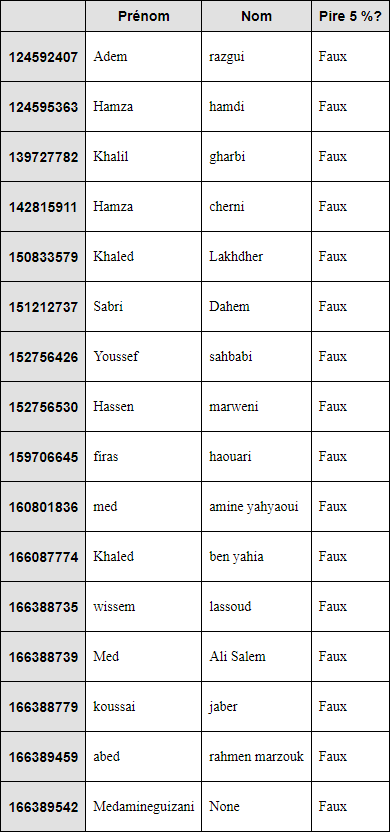 Prénom Nom Pire 5 %?
124592407 Adem razgui Faux
124595363 Hamza hamdi Faux
139727782 Khalil gharbi Faux
142815911 Hamza cherni Faux
150833579 Khaled Lakhdher Faux
151212737 Sabri Dahem Faux
152756426 Youssef sahbabi Faux
152756530 Hassen marweni Faux
159706645 firas haouari Faux
160801836 med amine yahyaoui Faux
166087774 Khaled ben yahia Faux
166388735 wissem lassoud Faux
166388739 Med Ali Salem Faux
166388779 koussai jaber Faux
166389459 abed rahmen marzouk Faux
166389542 Medamineguizani None Faux